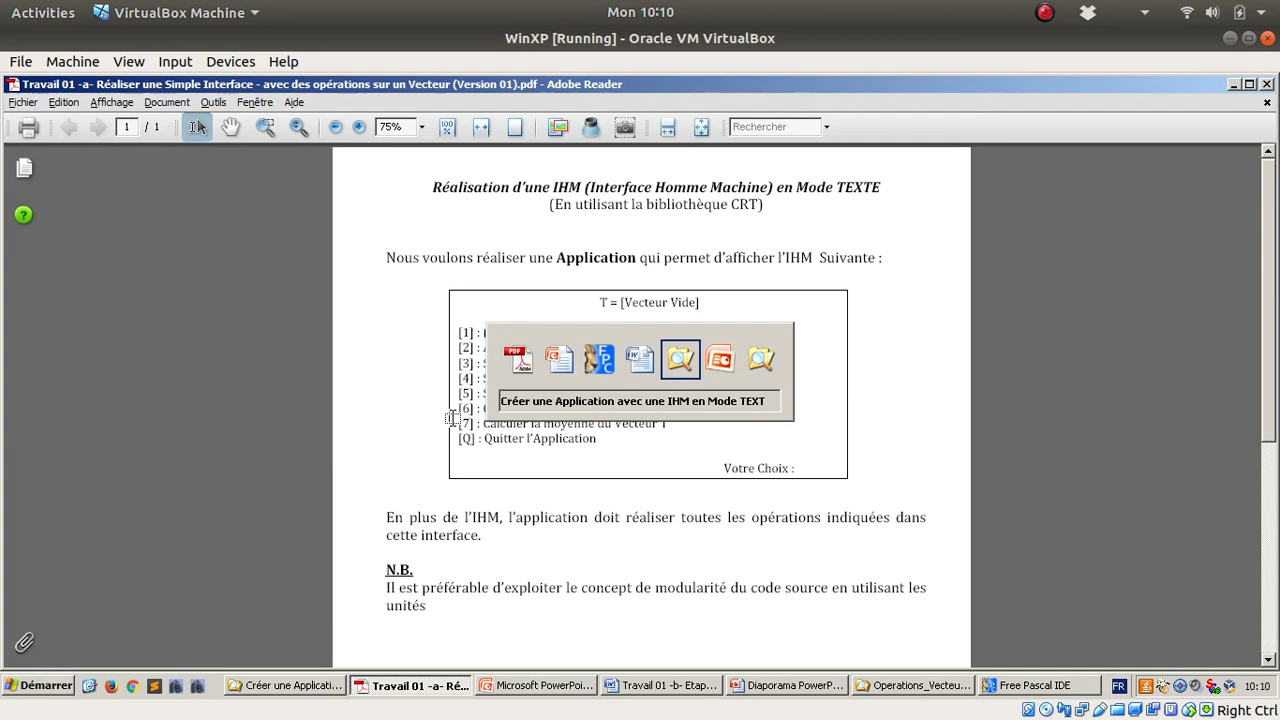 Activities VirtualBox Machine Mon 10:10
WinXP [Running] - Oracle VM VirtualBox
File Machine View Input Devices Help
Travail 01 -a- Réaliser une Simple Interface - avec des opérations sur un Vecteur (Version 01).pdf - Adobe Reader
Fichier Edition Affichage Document Outils Fenêtre Aide
1 / 1 75% Rechercher
Réalisation d'une IHM (Interface Homme Machine) en Mode TEXTE
(En utilisant la bibliothèque CRT)
Nous voulons réaliser une Application qui permet d'afficher l'IHM Suivante :
T = [Vecteur Vide]
[1] :
[2] :
[3] :
[4] :
[5] :
[6] :
[7] : Calculer la moyenne du Vecteur T
[Q] : Quitter l'Application
Votre Choix :
Créer une Application avec une IHM en Mode TEXT
En plus de l'IHM, l'application doit réaliser toutes les opérations indiquées dans
cette interface.
N.B.
Il est préférable d'exploiter le concept de modularité du code source en utilisant les
unités
Démarrer Créer une Applicati... Travail 01 -a- Ré... Microsoft PowerPoi... Travail 01 -b- Etap... Diaporama PowerP... Operations_Vecteu... Free Pascal IDE FR 10:10
Right Ctrl